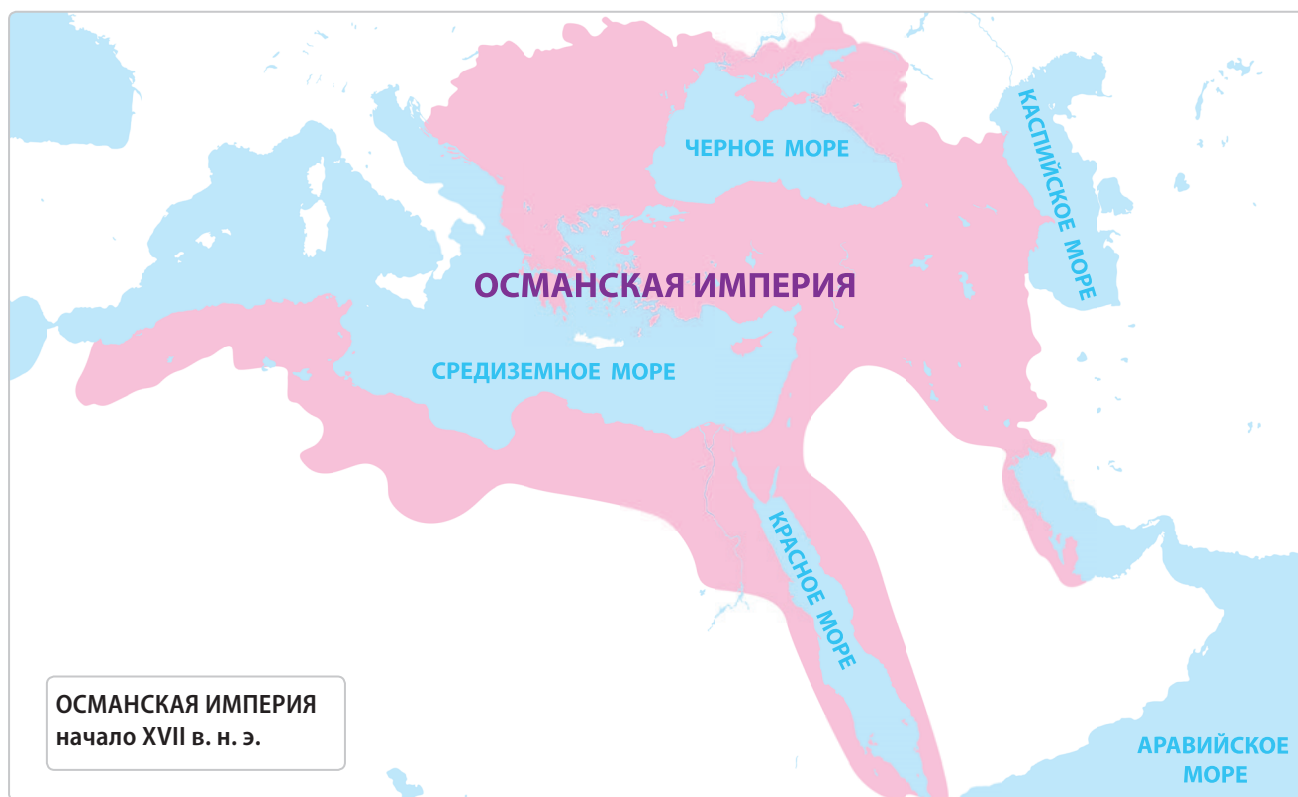 ЧЕРНОЕ МОРЕ
КАСПИЙСКОЕ МОРЕ
ОСМАНСКАЯ ИМПЕРИЯ
СРЕДИЗЕМНОЕ МОРЕ
КРАСНОЕ МОРЕ
ОСМАНСКАЯ ИМПЕРИЯ
начало XVII в. н. э.
АРАВИЙСКОЕ
МОРЕ